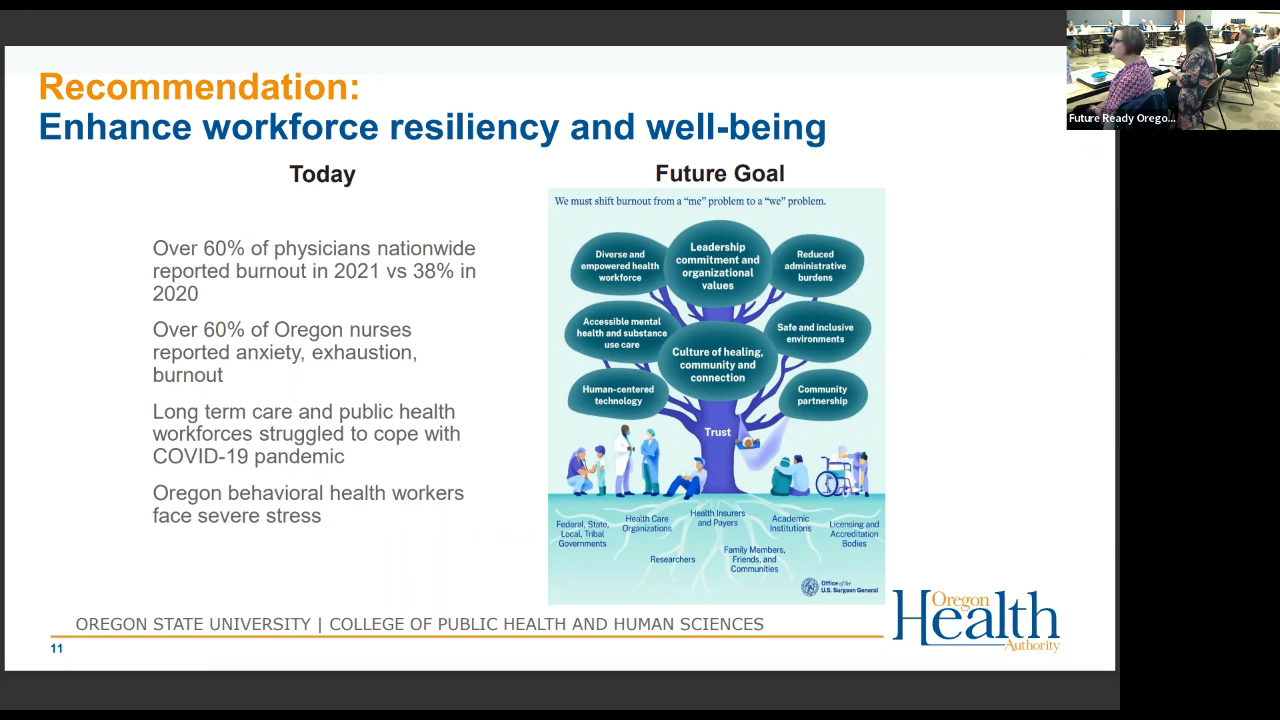 Recommendation:
Enhance workforce resiliency and well-being
Today
Over 60% of physicians nationwide
reported burnout in 2021 vs 38% in
2020
Over 60% of Oregon nurses
reported anxiety, exhaustion,
burnout
Long term care and public health
workforces struggled to cope with
COVID-19 pandemic
Oregon behavioral health workers
face severe stress
Future Goal
We must shift burnout from a “me” problem to a “we” problem.
Diverse and
empowered health
workforce
Leadership
commitment and
organizational
values
Reduced
administrative
burdens
Accessible mental
health and substance
use care
Culture of healing,
community and
connection
Safe and inclusive
environments
Human-centered
technology
Community
partnership
Trust
Federal, State,
Local, Tribal
Governments
Health Care
Organizations
Health Insurers
and Payers
Academic
Institutions
Licensing and
Accreditation
Bodies
Researchers
Family Members,
Friends, and
Communities
Office of the
U.S. Surgeon General
OREGON STATE UNIVERSITY | COLLEGE OF PUBLIC HEALTH AND HUMAN SCIENCES
11
Oregon
Health
Authority
Future Ready Orego...